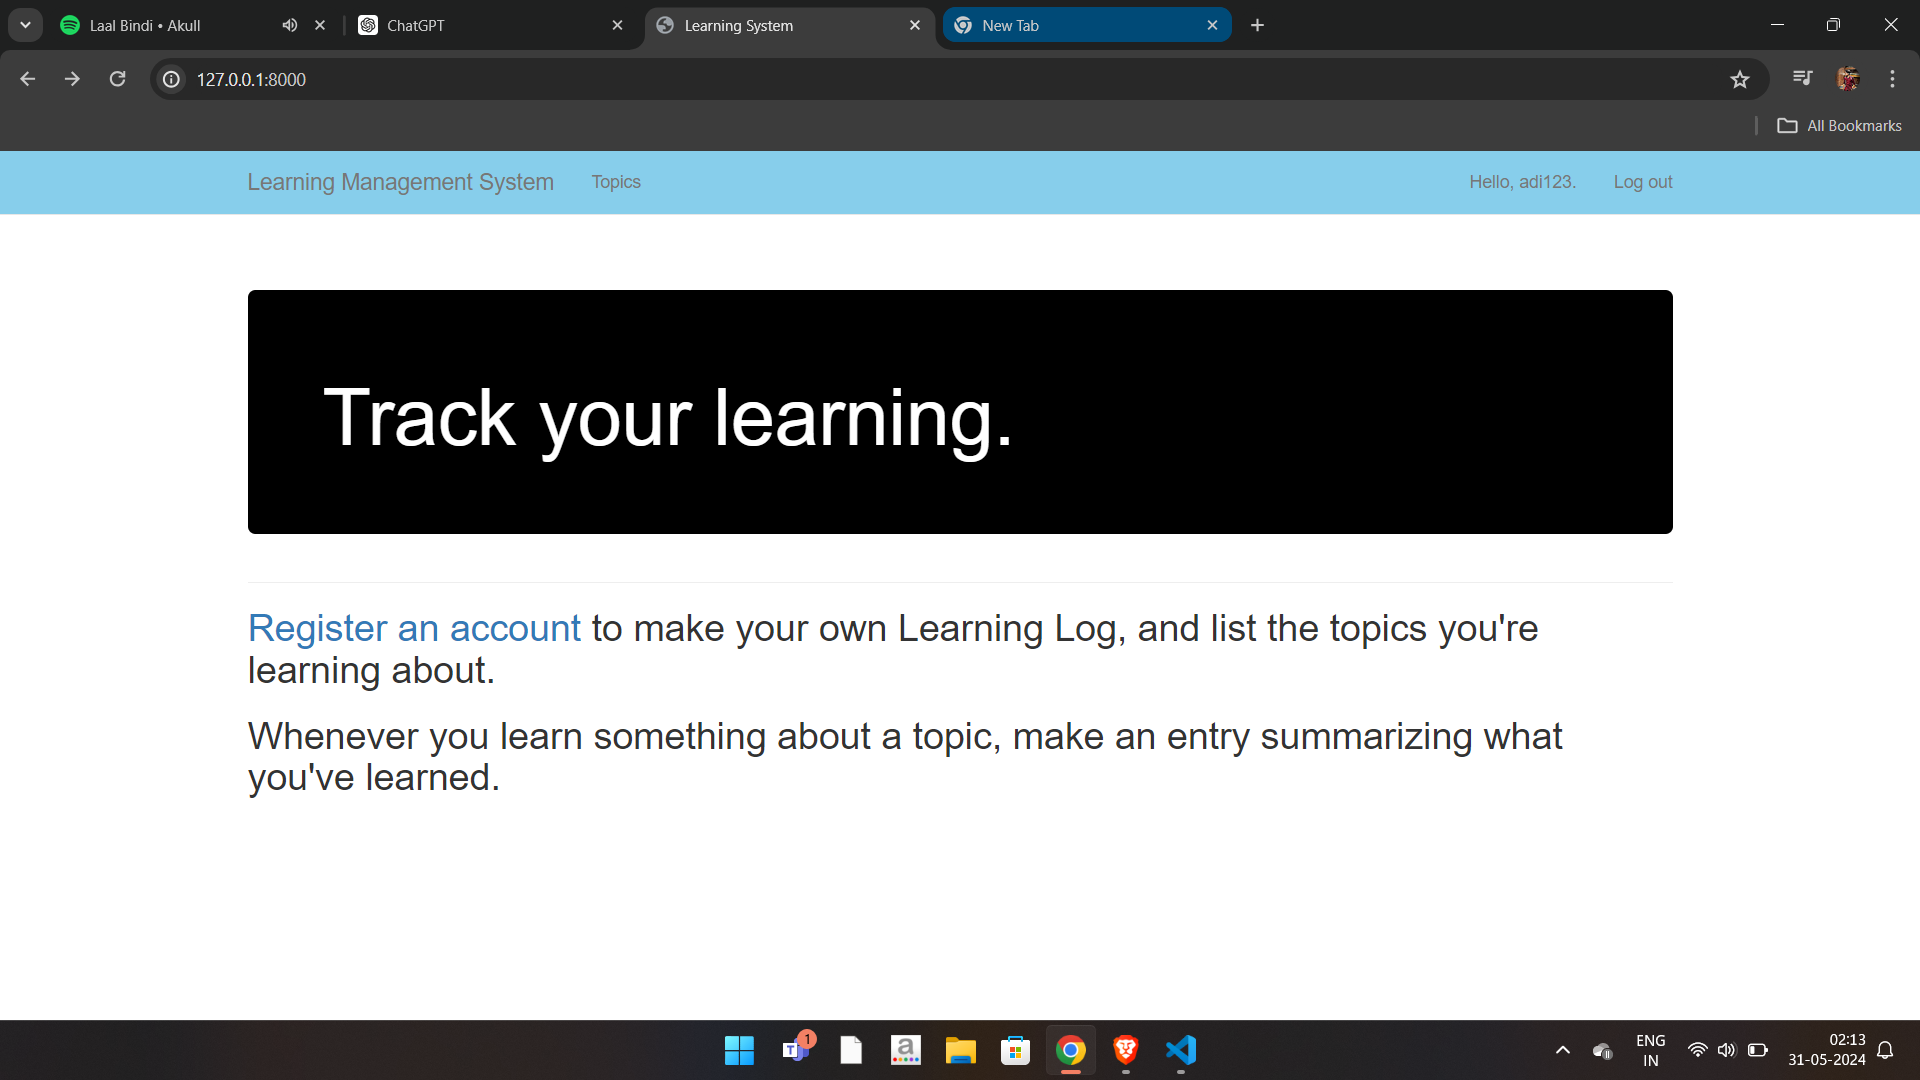 Laal Bindi • Akull
ChatGPT
Learning System
New Tab
127.0.0.1:8000
All Bookmarks
Learning Management System
Topics
Hello, adi123.
Log out
Track your learning.
Register an account to make your own Learning Log, and list the topics you're
learning about.
Whenever you learn something about a topic, make an entry summarizing what
you've learned.
T
1
a
ENG
IN
02:13
31-05-2024